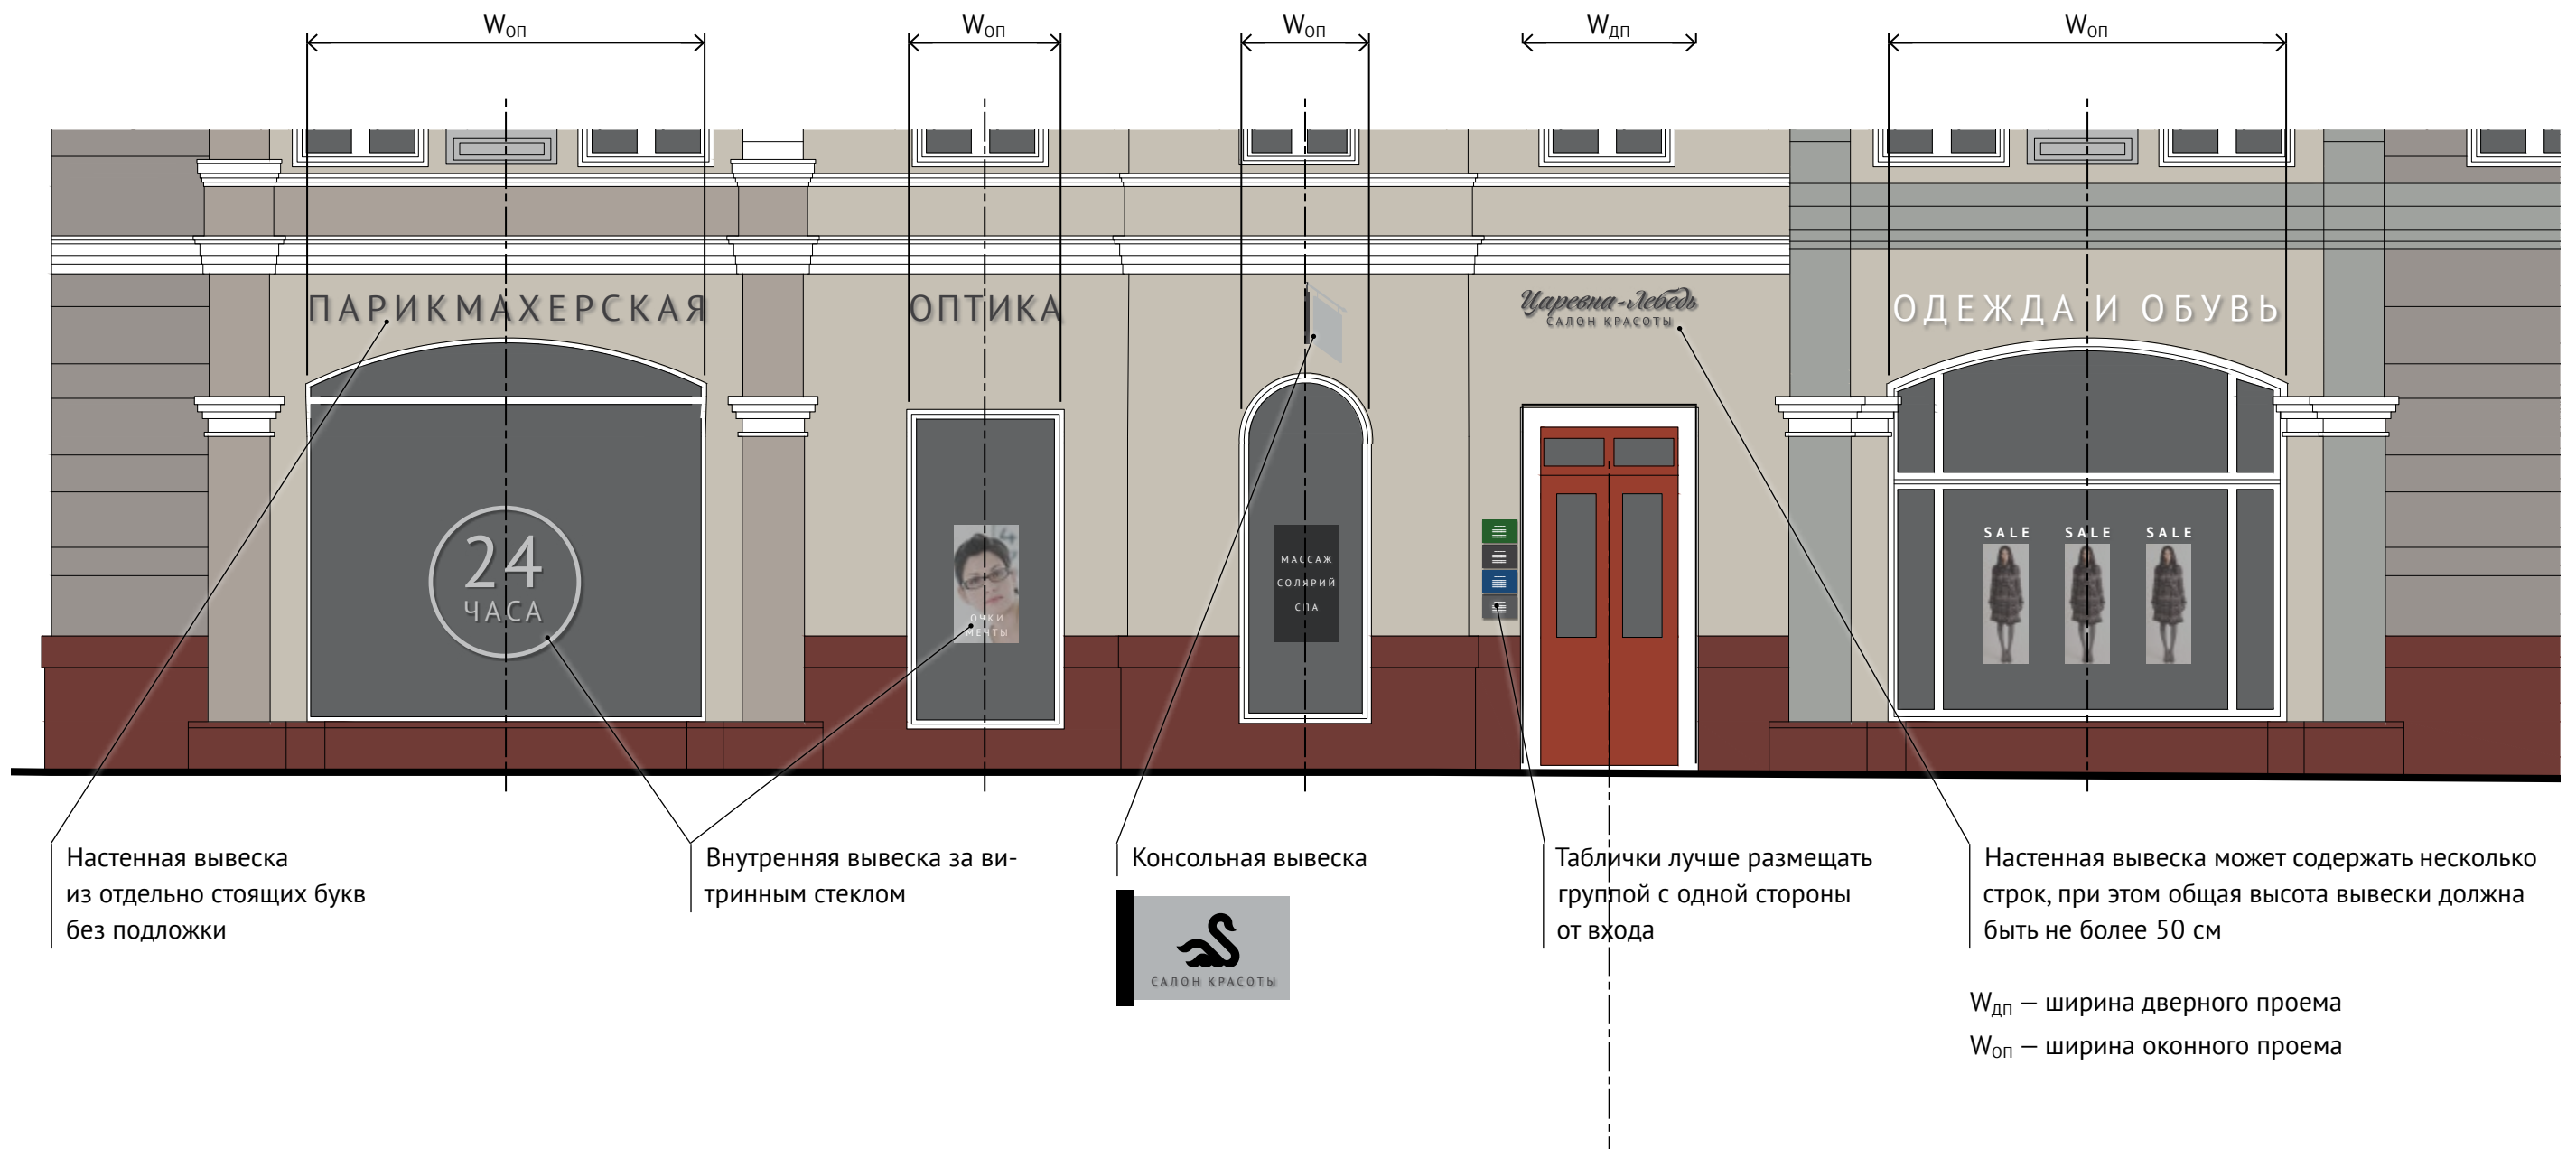 Wоп
Wоп
Wоп
Wдп
Wоп
ПАРИКМАХЕРСКАЯ
ОПТИКА
Царевна-Лебедь
САЛОН КРАСОТЫ
ОДЕЖДА И ОБУВЬ
24
ЧАСА
ОЧКИ
МЕЧТЫ
МАССАЖ
СОЛЯРИЙ
СПА
SALE
SALE
SALE
Настенная вывеска
из отдельно стоящих букв
без подложки
Внутренняя вывеска за ви-
тринным стеклом
Консольная вывеска
САЛОН КРАСОТЫ
Таблички лучше размещать
группой с одной стороны
от входа
Настенная вывеска может содержать несколько
строк, при этом общая высота вывески должна
быть не более 50 см
Wдп — ширина дверного проема
Wоп — ширина оконного проема